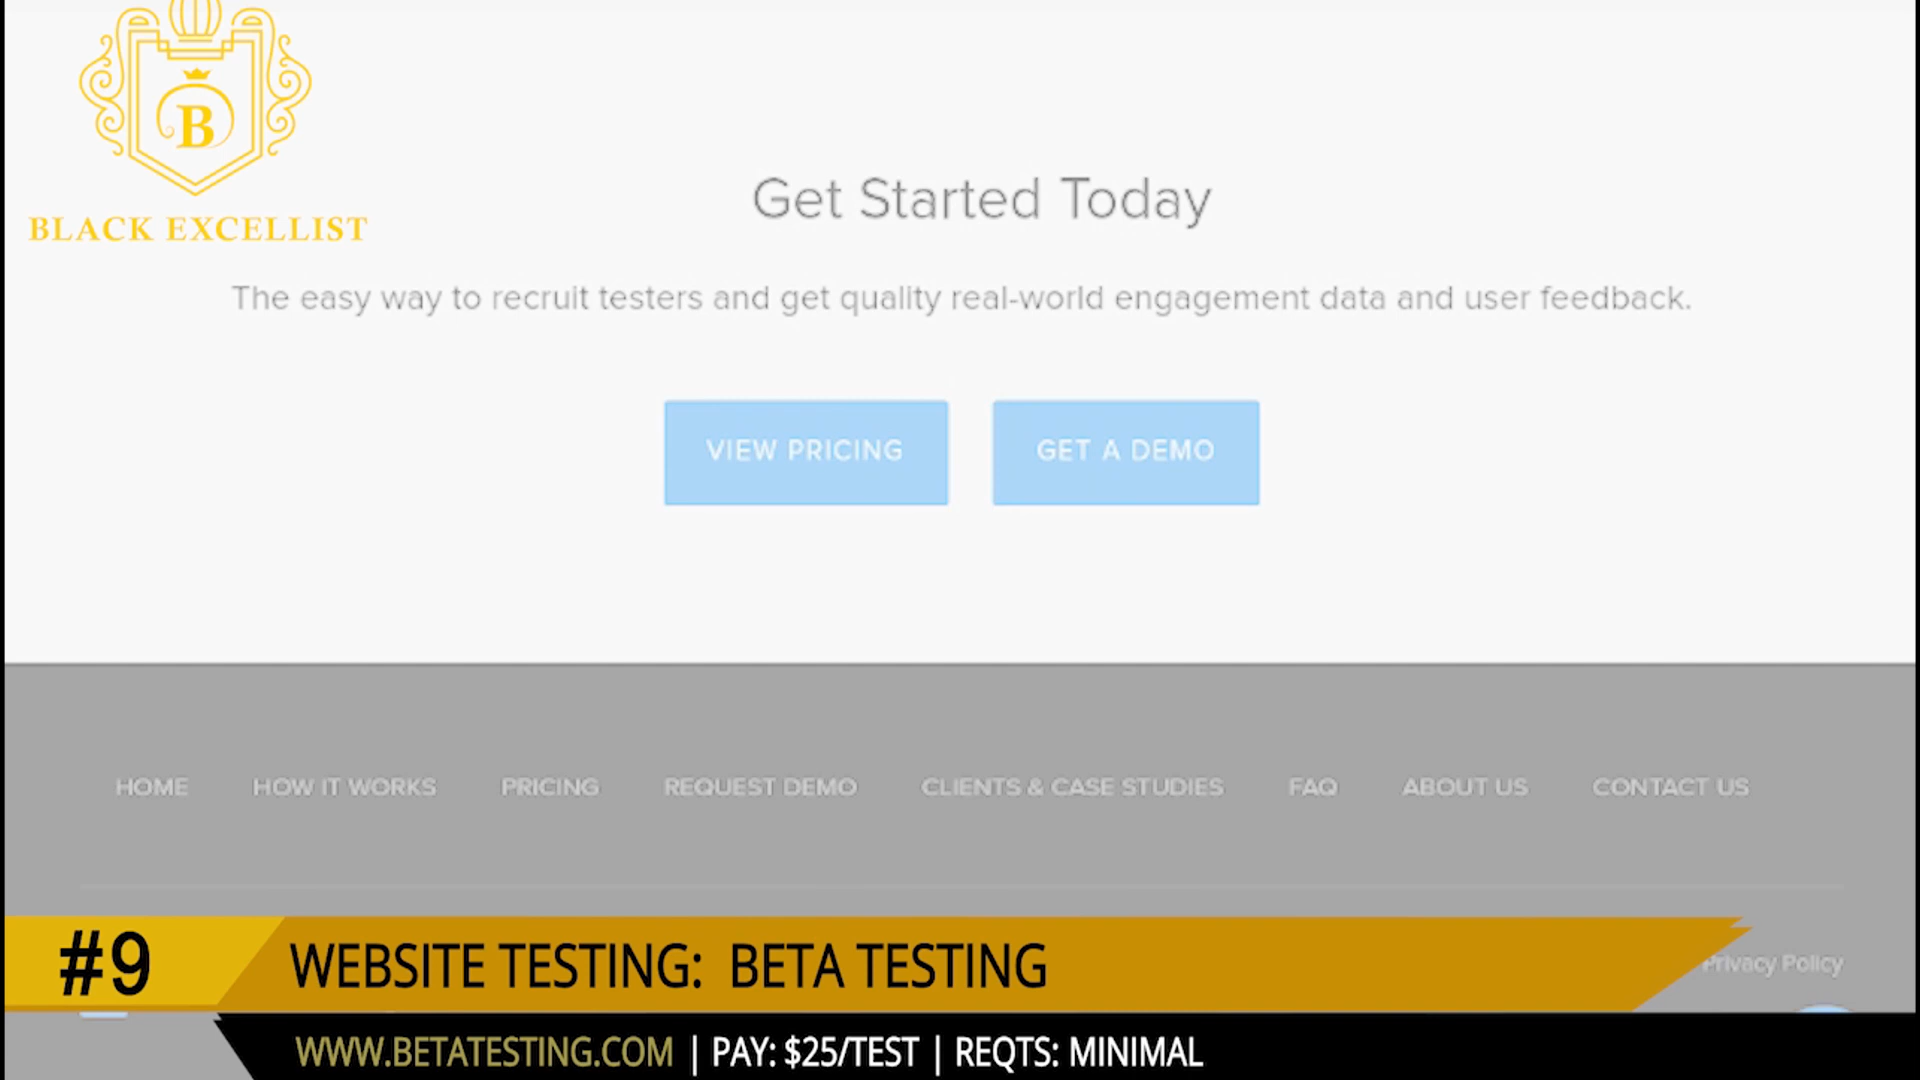 B
BLACK EXCELLIST
Get Started Today
The easy way to recruit testers and get quality real-world engagement data and user feedback.
VIEW PRICING GET A DEMO
HOME HOW IT WORKS PRICING REQUEST DEMO CLIENTS & CASE STUDIES FAQ ABOUT US CONTACT US
#9 WEBSITE TESTING: BETA TESTING
Privacy Policy
WWW.BETATESTING.COM | PAY: $25/TEST | REQTS: MINIMAL